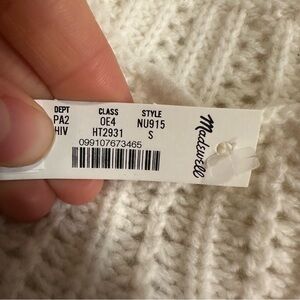 DEPT CLASS STYLE
PA2 OE4 NU915
HIV HT2931 S
099107673465
Madewell